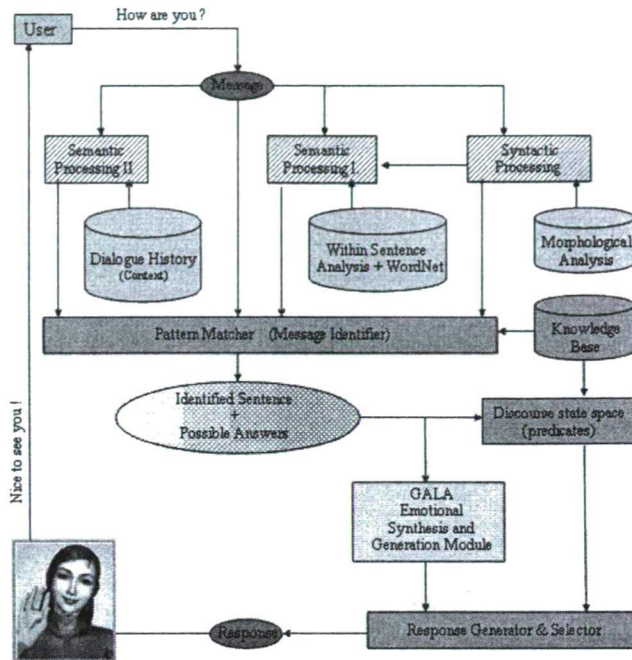 How are you ?
User
Message
Semantic
Processing II
Semantic
Processing I.
Syntactic
Processing
Dialogue History
(Context)
Within Sentence
Analysis + WordNet
Morphological
Analysis
Pattern Matcher (Message Identifier)
Knowledge
Base
Identified Sentence
+
Possible Answers
Discourse state space
(predicates)
Nice to see you !
GALA
Emotional
Synthesis and
Generation Module
Response
Response Generator & Selector